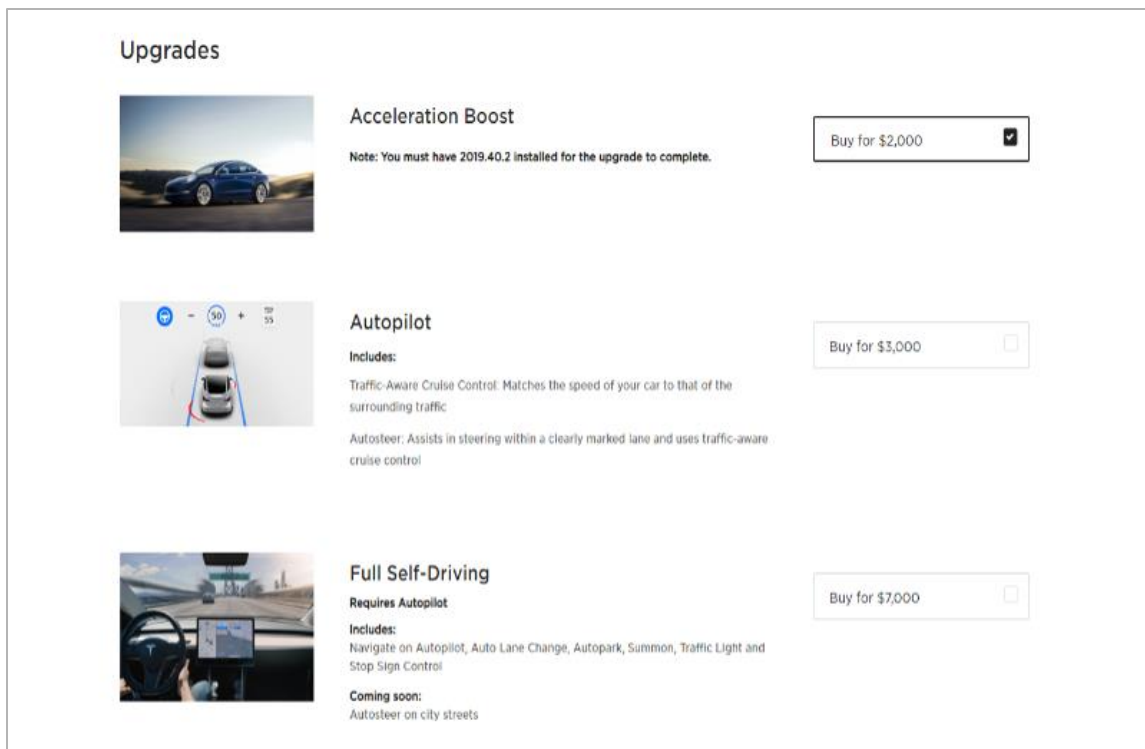 Upgrades
Acceleration Boost
Note: You must have 2019.40.2 installed for the upgrade to complete.
Buy for $2,000
50
55
Autopilot
Includes:
Traffic-Aware Cruise Control: Matches the speed of your car to that of the
surrounding traffic
Autosteer: Assists in steering within a clearly marked lane and uses traffic-aware
cruise control
Buy for $3,000
Full Self-Driving
Requires Autopilot
Includes:
Navigate on Autopilot, Auto Lane Change, Autopark, Summon, Traffic Light and
Stop Sign Control
Coming soon:
Autosteer on city streets
Buy for $7,000